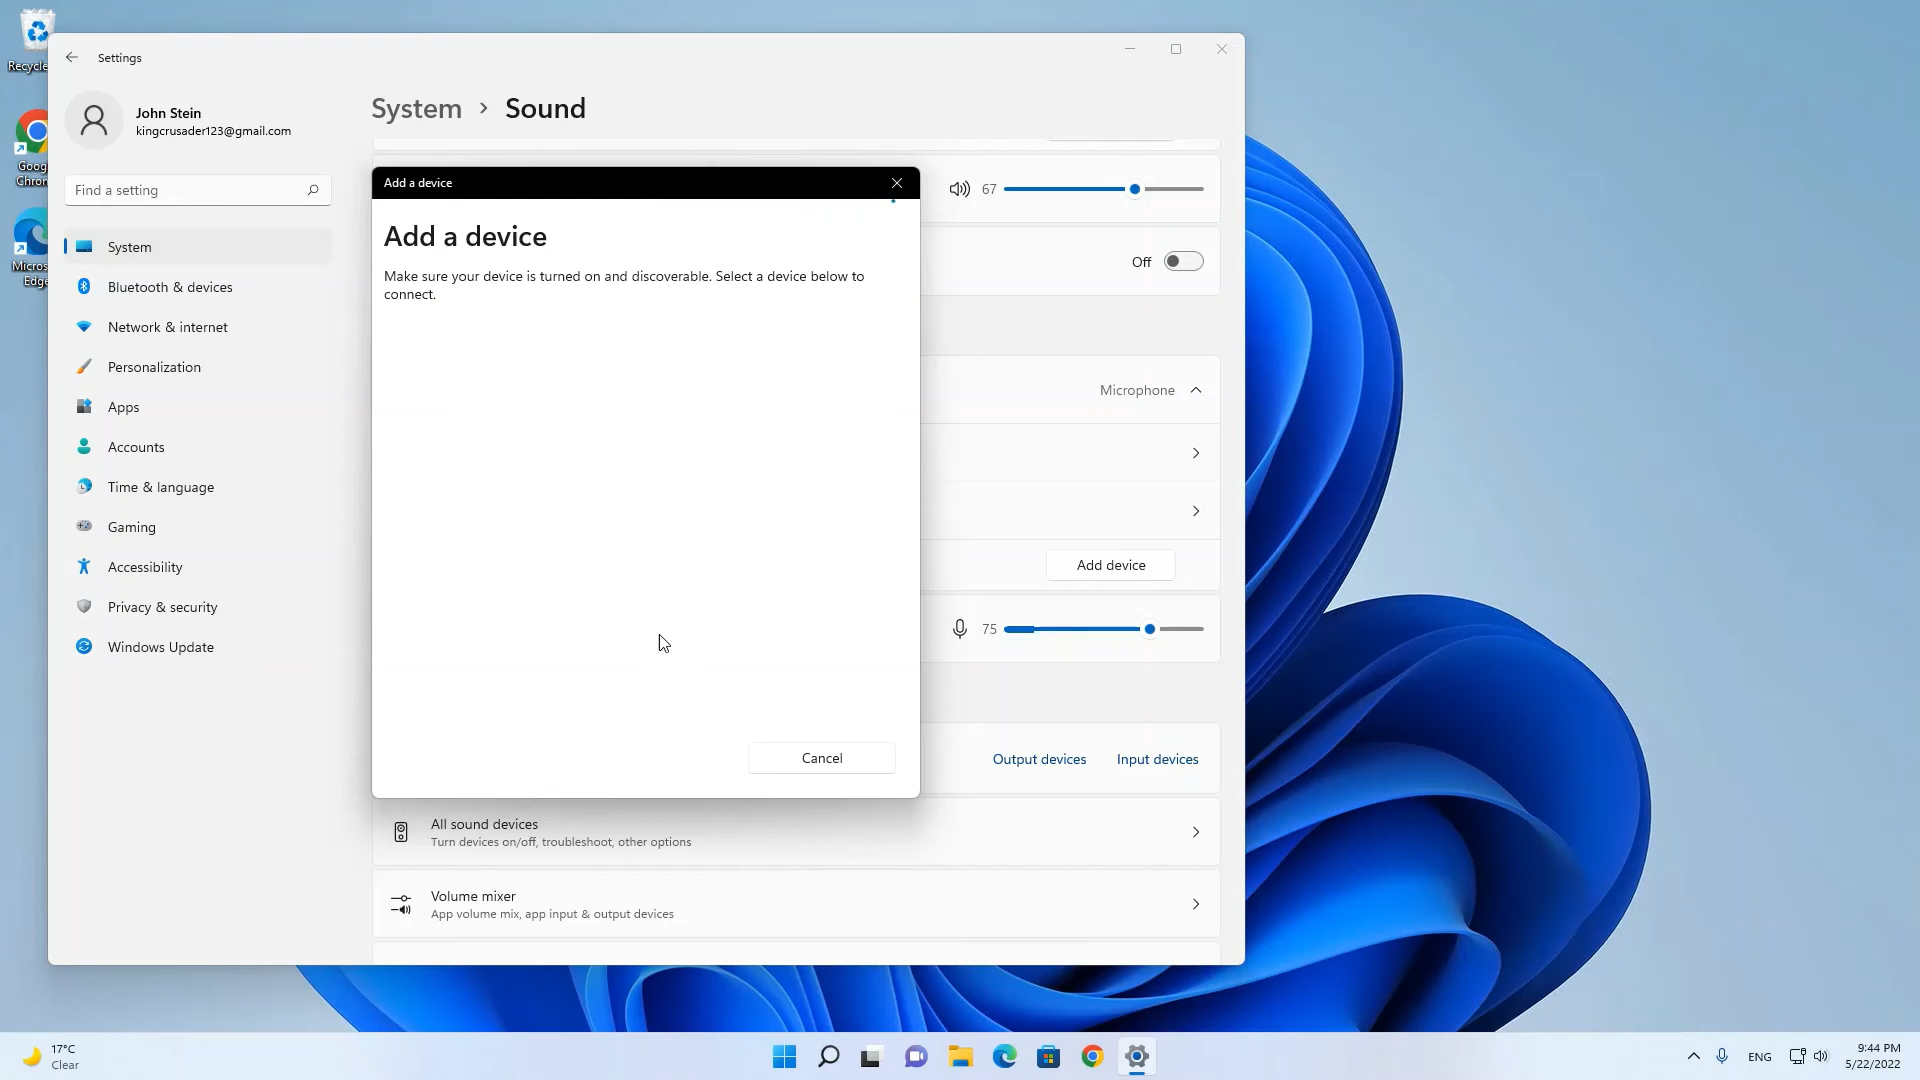 Recycle
Goog
Chron
Micros
Edge
Settings
John Stein
kingcrusader123@gmail.com
Find a setting
System
Bluetooth & devices
Network & internet
Personalization
Apps
Accounts
Time & language
Gaming
Accessibility
Privacy & security
Windows Update
System > Sound
67
Off
Add a device
Add a device
Make sure your device is turned on and discoverable. Select a device below to
connect.
Cancel
Microphone
Add device
75
Output devices Input devices
All sound devices
Turn devices on/off, troubleshoot, other options
Volume mixer
App volume mix, app input & output devices
17°C
Clear
ENG
9:44 PM
5/22/2022